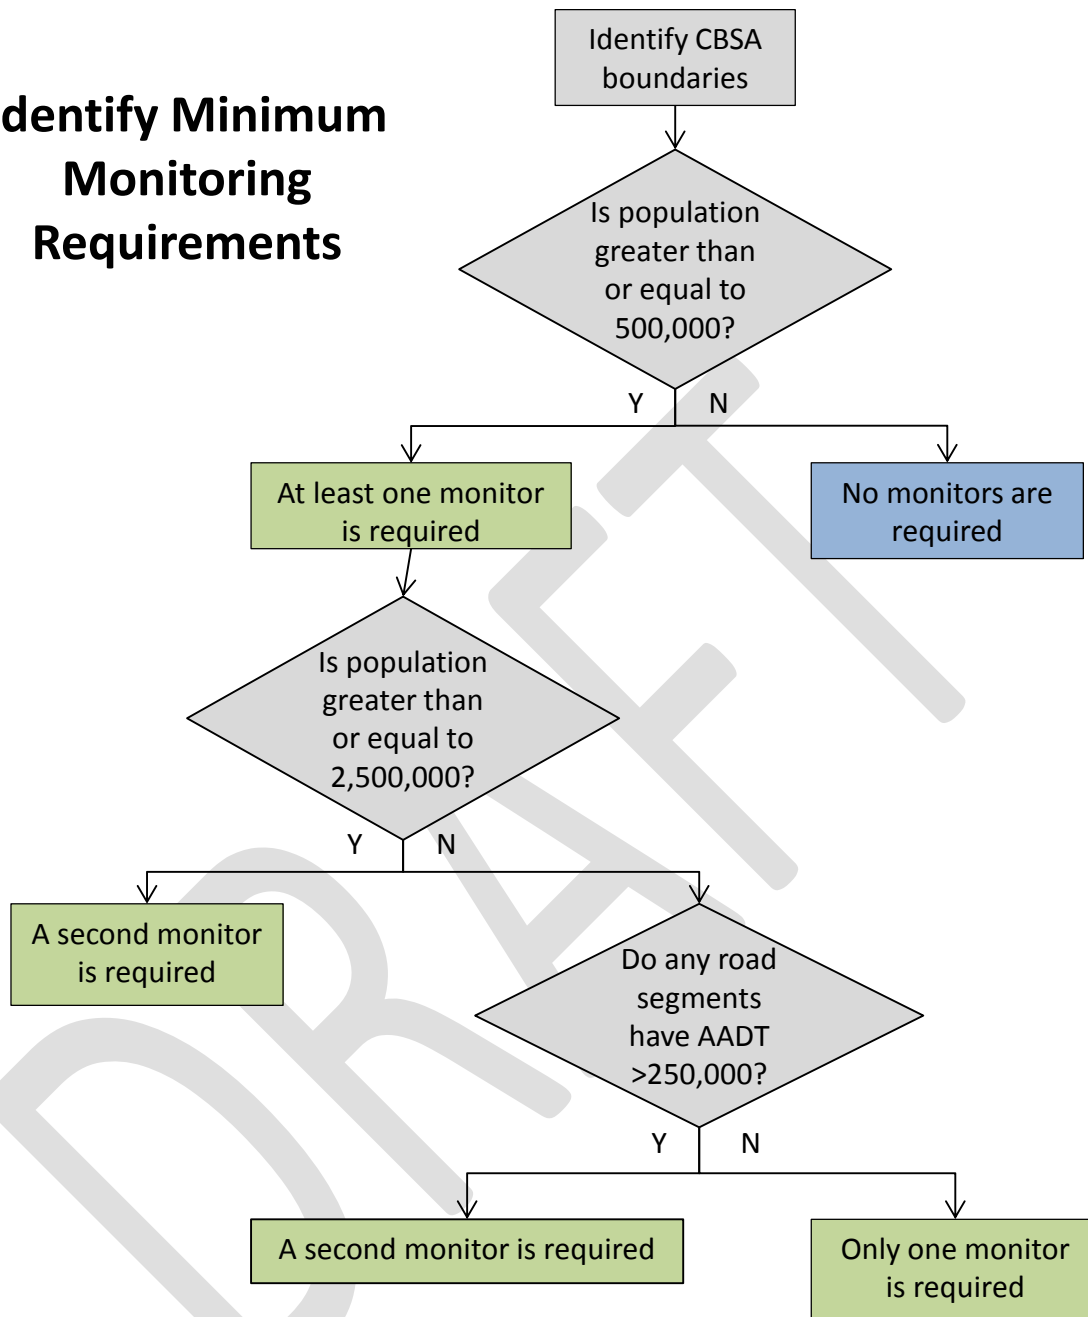 Identify CBSA
boundaries
dentify Minimum
Monitoring
Requirements
Is population
greater than
or equal to
500,000?
Y
N
At least one monitor
is required
No monitors are
required
Is population
greater than
or equal to
2,500,000?
Y
N
A second monitor
is required
Do any road
segments
have AADT
>250,000?
Y
N
A second monitor is required
Only one monitor
is required
DRAFT